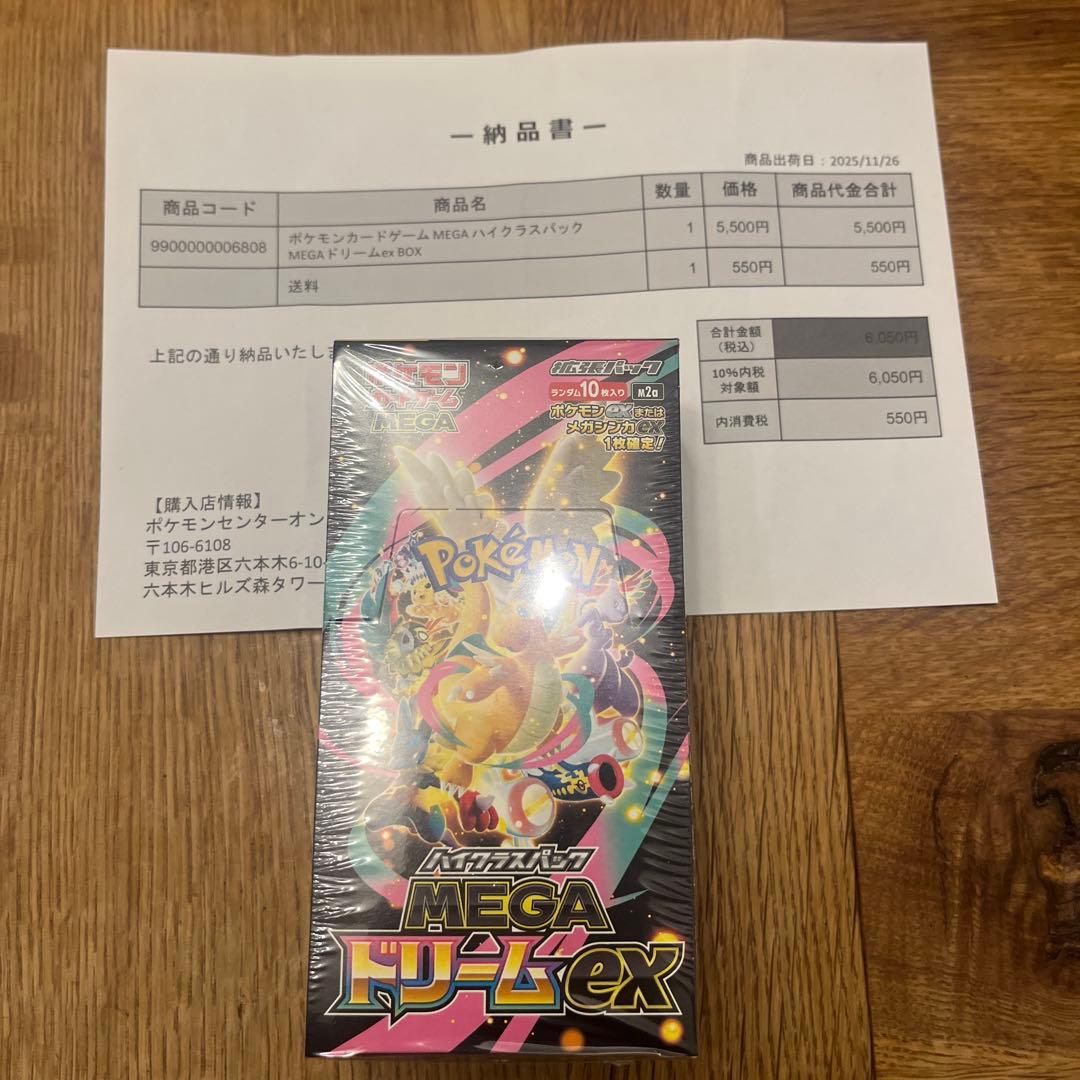 ー納品書ー
商品出荷日：2025/11/26
商品コード 商品名 数量 価格 商品代金合計
9900000006808 ポケモンカードゲーム MEGA ハイクラスパック
MEGAドリームex BOX 1 5,500円 5,500円
送料 1 550円 550円
合計金額
（税込） 6,050円
10%内税
対象額 6,050円
内消費税 550円
上記の通り納品いたしま
【購入店情報】
ポケモンセンターオン
〒106-6108
東京都港区六本木6-10-
六本木ヒルズ森タワー
ポケモン
カードゲーム
MEGA
拡張パック
ランダム10枚入り M2a
ポケモンexまたは
メガシンカex
1枚確定！
POKéMON
ハイクラスパック
MEGA
ドリームex